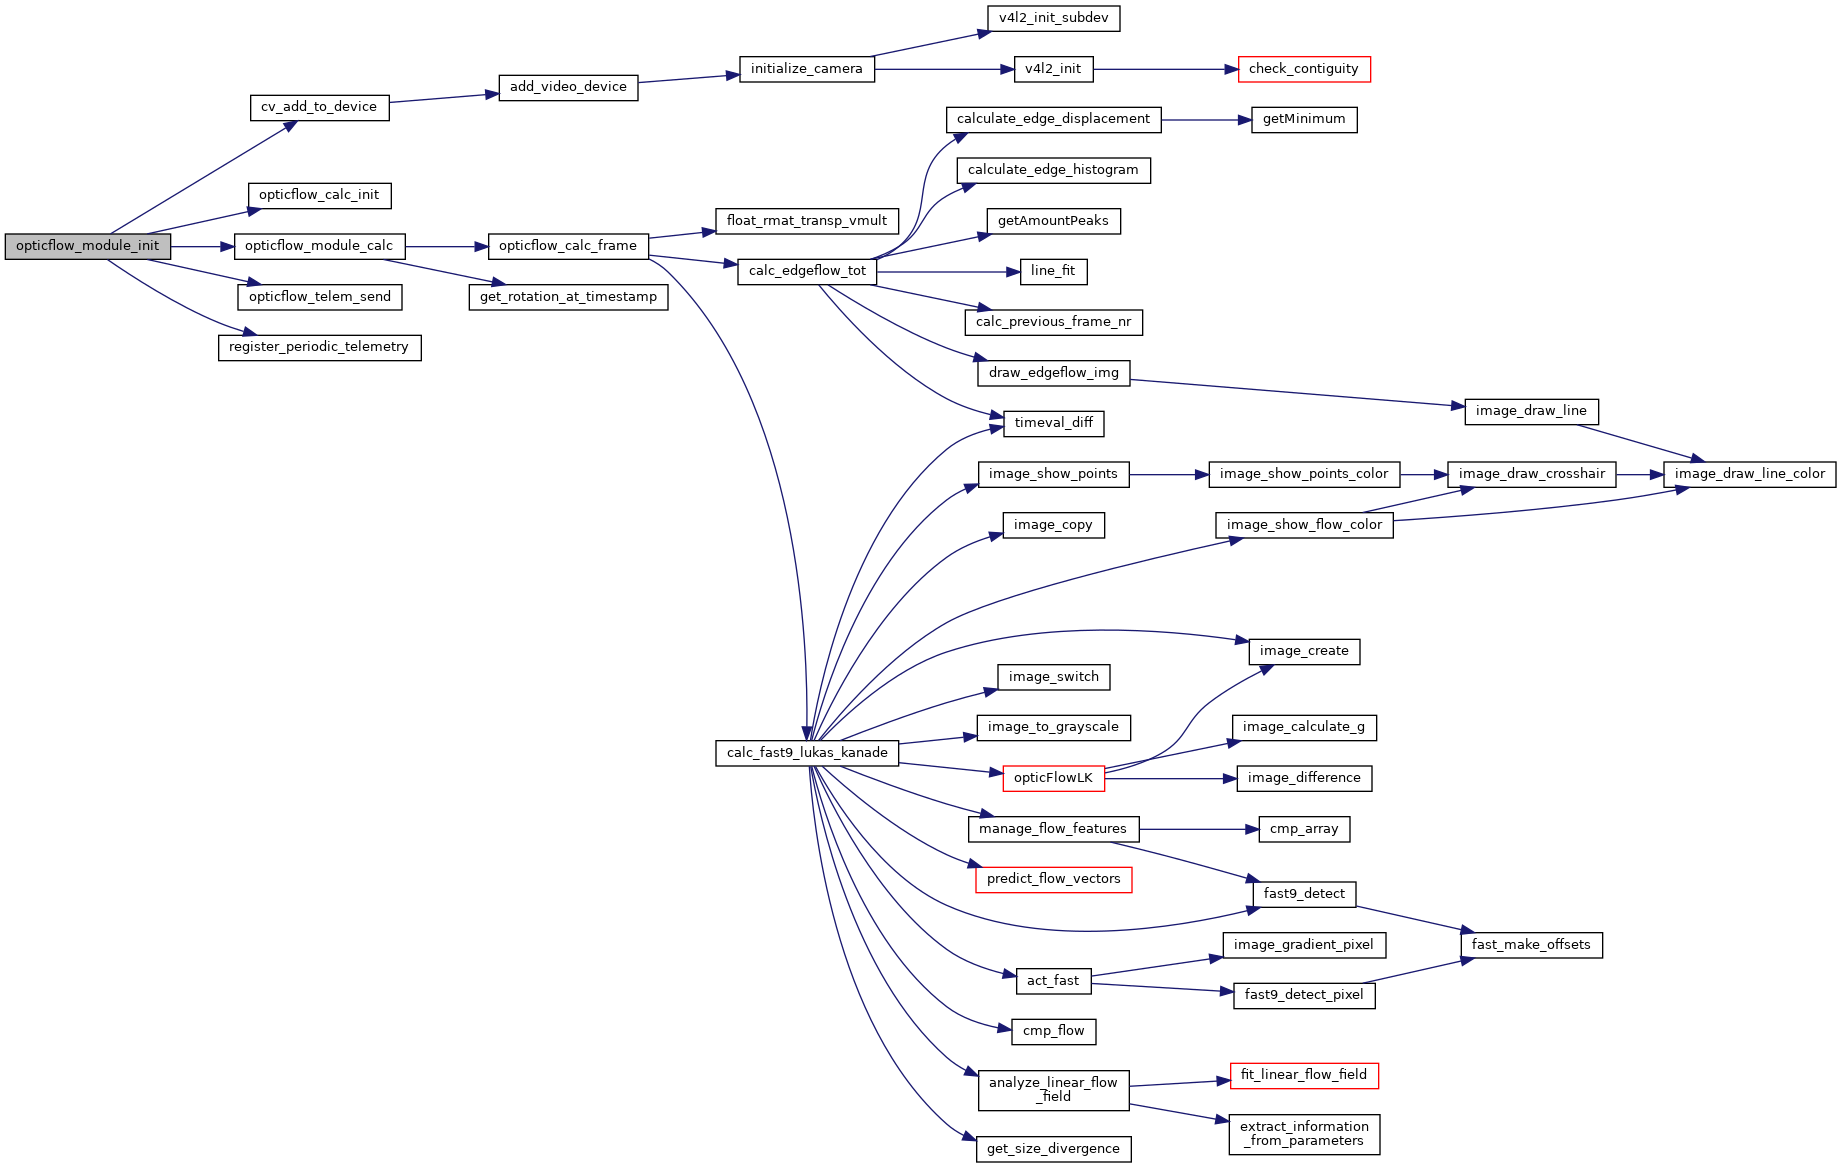 opticflow_module_init
cv_add_to_device
opticflow_calc_init
opticflow_module_calc
opticflow_telem_send
register_periodic_telemetry
add_video_device
opticflow_calc_frame
get_rotation_at_timestamp
initialize_camera
float_rmat_transp_vmult
calc_edgeflow_tot
calc_fast9_lukas_kanade
v4l2_init_subdev
v4l2_init
calculate_edge_displacement
calculate_edge_histogram
getAmountPeaks
line_fit
calc_previous_frame_nr
draw_edgeflow_img
timeval_diff
image_show_points
image_copy
image_switch
image_to_grayscale
opticFlowLK
manage_flow_features
predict_flow_vectors
act_fast
cmp_flow
analyze_linear_flow
_field
get_size_divergence
check_contiguity
getMinimum
image_show_points_color
image_show_flow_color
image_create
image_calculate_g
image_difference
cmp_array
fast9_detect
image_gradient_pixel
fast9_detect_pixel
fit_linear_flow_field
extract_information
_from_parameters
image_draw_line
image_draw_crosshair
fast_make_offsets
image_draw_line_color